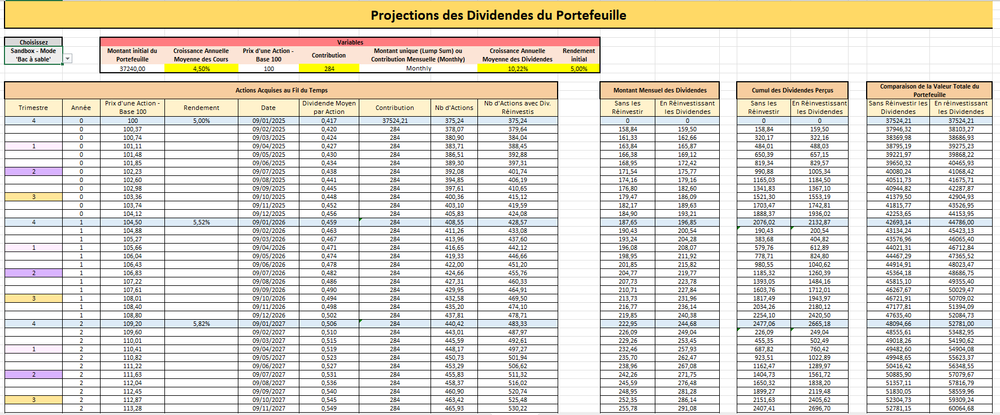 Projections des Dividendes du Portefeuille
Choisissez
Sandbox - Mode
'Bac à sable'
Variables
Montant initial du Portefeuille Croissance Annuelle Moyenne des Cours Prix d'une Action - Base 100 Contribution Montant unique (Lump Sum) ou Contribution Mensuelle (Monthly) Croissance Annuelle Moyenne des Dividendes Rendement initial
37240,00 4,50% 100 284 Monthly 10,22% 5,00%
Actions Acquises au Fil du Temps Montant Mensuel des Dividendes Cumul des Dividendes Perçus Comparaison de la Valeur Totale du Portefeuille
Trimestre Année Prix d'une Action - Base 100 Rendement Date Dividende Moyen par Action Contribution Nb d'Actions Nb d'Actions avec Div. Réinvestis Sans les Réinvestir En Réinvestissant les Dividendes Sans les Réinvestir En Réinvestissant les Dividendes Sans Réinvestir les Dividendes En réinvestissant les Dividendes
4 0 100 5,00% 09/01/2025 0,417 37524,21 375,24 375,24 0 0 0 0 37524,21 37524,21
0 100,37 09/02/2025 0,420 284 378,07 379,64 158,84 159,50 158,84 159,50 37946,32 38103,27
0 100,74 09/03/2025 0,424 284 380,90 384,04 161,33 162,66 320,17 322,16 38369,98 38686,93
1 0 101,11 09/04/2025 0,427 284 383,71 388,45 163,84 165,87 484,01 488,03 38795,19 39275,23
0 101,48 09/05/2025 0,430 284 386,51 392,88 166,38 169,12 650,39 657,15 39221,97 39868,22
0 101,85 09/06/2025 0,434 284 389,30 397,31 168,95 172,42 819,34 829,57 39650,32 40465,93
2 0 102,23 09/07/2025 0,438 284 392,08 401,74 171,54 175,77 990,88 1005,34 40080,24 41068,42
0 102,60 09/08/2025 0,441 284 394,85 406,19 174,16 179,16 1165,03 1184,50 40511,73 41675,71
0 102,98 09/09/2025 0,445 284 397,61 410,65 176,80 182,60 1341,83 1367,10 40944,82 42287,87
3 0 103,36 09/10/2025 0,448 284 400,36 415,12 179,47 186,09 1521,30 1553,19 41379,50 42904,93
0 103,74 09/11/2025 0,452 284 403,10 419,59 182,17 189,63 1703,47 1742,81 41815,77 43526,95
0 104,12 09/12/2025 0,456 284 405,83 424,08 184,90 193,21 1888,37 1936,02 42253,65 44153,95
4 1 104,50 5,52% 09/01/2026 0,459 284 408,55 428,57 187,65 196,85 2076,02 2132,87 42693,14 44786,00
1 104,88 09/02/2026 0,463 284 411,26 433,08 190,43 200,54 190,43 200,54 43134,24 45423,13
1 105,27 09/03/2026 0,467 284 413,96 437,60 193,24 204,28 383,68 404,82 43576,96 46065,40
1 1 105,66 09/04/2026 0,471 284 416,65 442,12 196,08 208,07 579,76 612,89 44021,31 46712,84
1 106,04 09/05/2026 0,474 284 419,33 446,66 198,95 211,92 778,71 824,80 44467,29 47365,52
1 106,43 09/06/2026 0,478 284 422,00 451,20 201,85 215,82 980,55 1040,62 44914,91 48023,47
2 1 106,83 09/07/2026 0,482 284 424,66 455,76 204,77 219,77 1185,32 1260,39 45364,18 48686,75
1 107,22 09/08/2026 0,486 284 427,31 460,33 207,73 223,78 1393,05 1484,16 45815,10 49355,40
1 107,61 09/09/2026 0,490 284 429,95 464,91 210,71 227,84 1603,76 1712,01 46267,67 50029,47
3 1 108,01 09/10/2026 0,494 284 432,58 469,50 213,73 231,96 1817,49 1943,97 46721,91 50709,02
1 108,40 09/11/2026 0,498 284 435,20 474,10 216,77 236,14 2034,26 2180,12 47177,81 51394,09
1 108,80 09/12/2026 0,502 284 437,81 478,71 219,85 240,38 2254,10 2420,50 47635,40 52084,73
4 2 109,20 5,82% 09/01/2027 0,506 284 440,42 483,33 222,95 244,68 2477,06 2665,18 48094,66 52781,00
2 109,60 09/02/2027 0,510 284 443,01 487,97 226,09 249,04 226,09 249,04 48555,61 53482,95
2 110,01 09/03/2027 0,515 284 445,59 492,61 229,26 253,45 455,35 502,49 49018,26 54190,62
1 2 110,41 09/04/2027 0,519 284 448,17 497,27 232,46 257,93 687,82 760,42 49482,60 54904,08
2 110,82 09/05/2027 0,523 284 450,73 501,94 235,70 262,47 923,51 1022,89 49948,65 55623,37
2 111,22 09/06/2027 0,527 284 453,29 506,62 238,96 267,08 1162,47 1289,97 50416,42 56348,55
2 2 111,63 09/07/2027 0,531 284 455,83 511,32 242,26 271,75 1404,73 1561,72 50885,90 57079,67
2 112,04 09/08/2027 0,536 284 458,37 516,02 245,59 276,48 1650,32 1838,20 51357,11 57816,79
2 112,45 09/09/2027 0,540 284 460,90 520,74 248,95 281,28 1899,27 2119,48 51830,05 58559,96
3 2 112,87 09/10/2027 0,545 284 463,42 525,48 252,35 286,14 2151,63 2405,62 52304,73 59309,24
2 113,28 09/11/2027 0,549 284 465,93 530,22 255,78 291,08 2407,41 2696,70 52781,15 60064,68